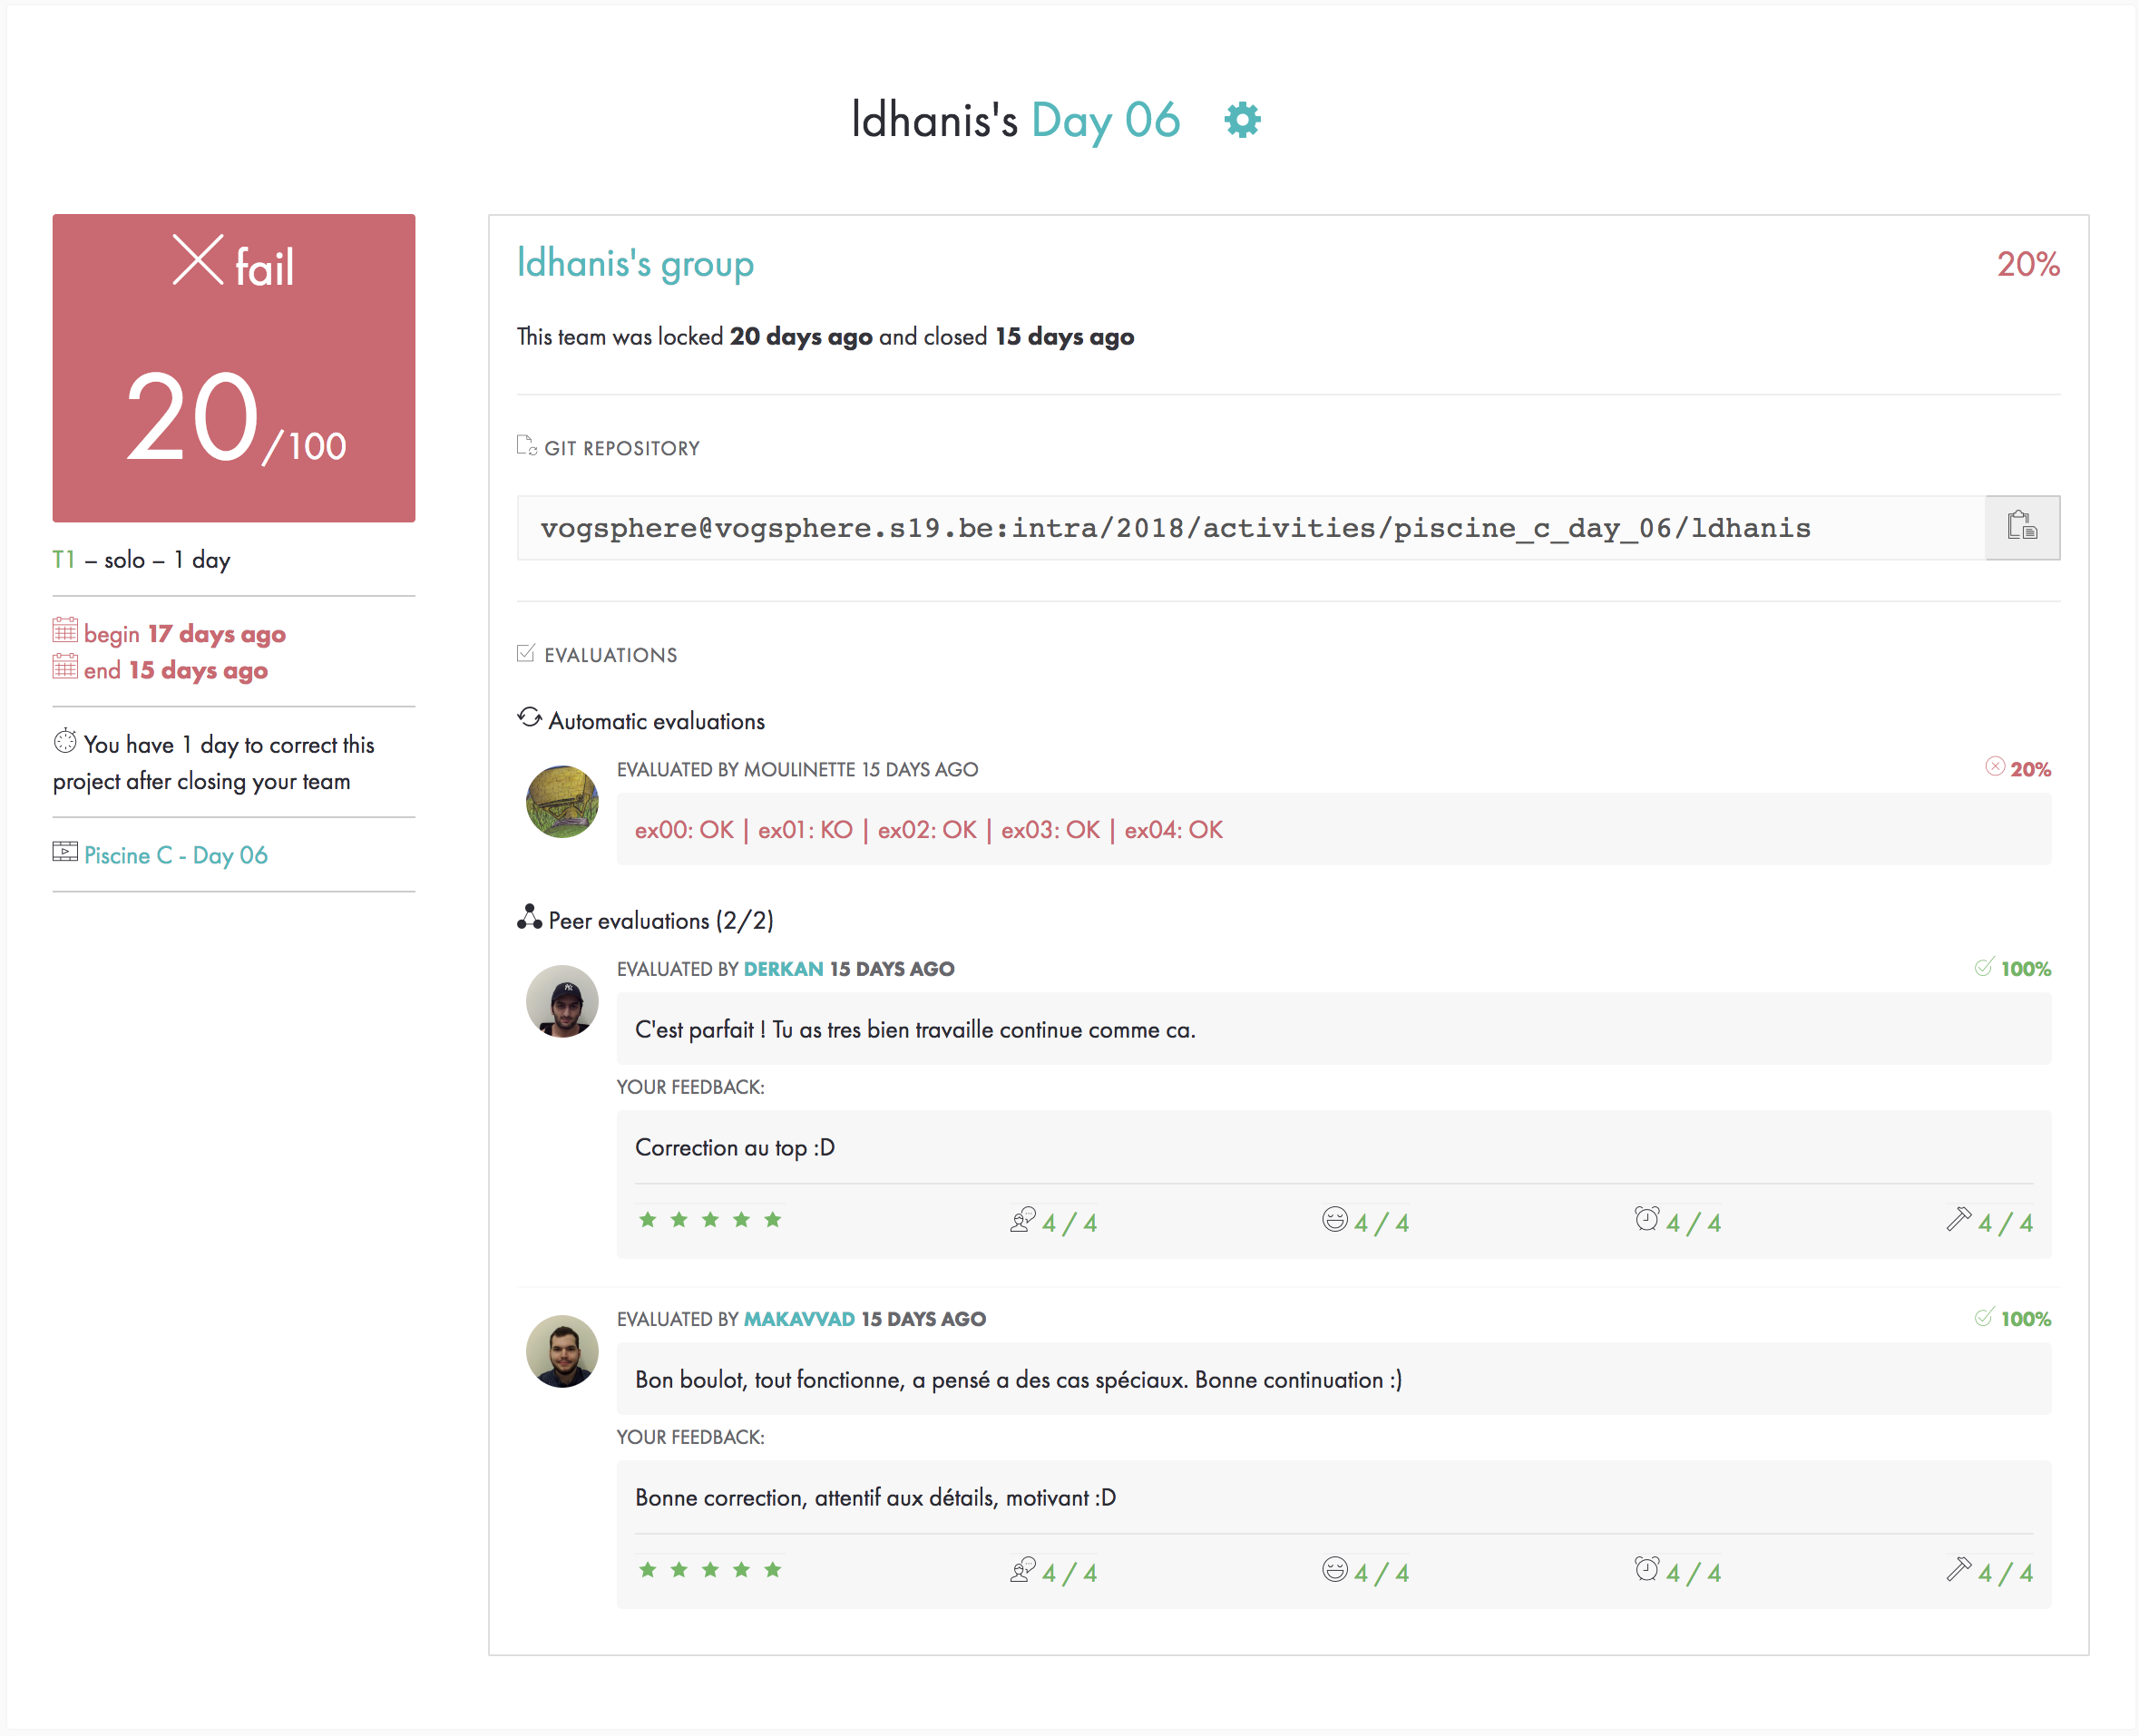 ldhanis's Day 06
fail
20/100
T1 – solo – 1 day
begin 17 days ago
end 15 days ago
You have 1 day to correct this
project after closing your team
Piscine C - Day 06
ldhanis's group
20%
This team was locked 20 days ago and closed 15 days ago
GIT REPOSITORY
vogsphere@vogsphere.s19.be:intra/2018/activities/piscine_c_day_06/ldhanis
EVALUATIONS
Automatic evaluations
EVALUATED BY MOULINETTE 15 DAYS AGO
20%
ex00: OK | ex01: KO | ex02: OK | ex03: OK | ex04: OK
Peer evaluations (2/2)
EVALUATED BY DERKAN 15 DAYS AGO
100%
C'est parfait ! Tu as tres bien travaille continue comme ca.
YOUR FEEDBACK:
Correction au top :D
4 / 4 4 / 4 4 / 4 4 / 4
EVALUATED BY MAKAVVAD 15 DAYS AGO
100%
Bon boulot, tout fonctionne, a pensé a des cas spéciaux. Bonne continuation :)
YOUR FEEDBACK:
Bonne correction, attentif aux détails, motivant :D
4 / 4 4 / 4 4 / 4 4 / 4